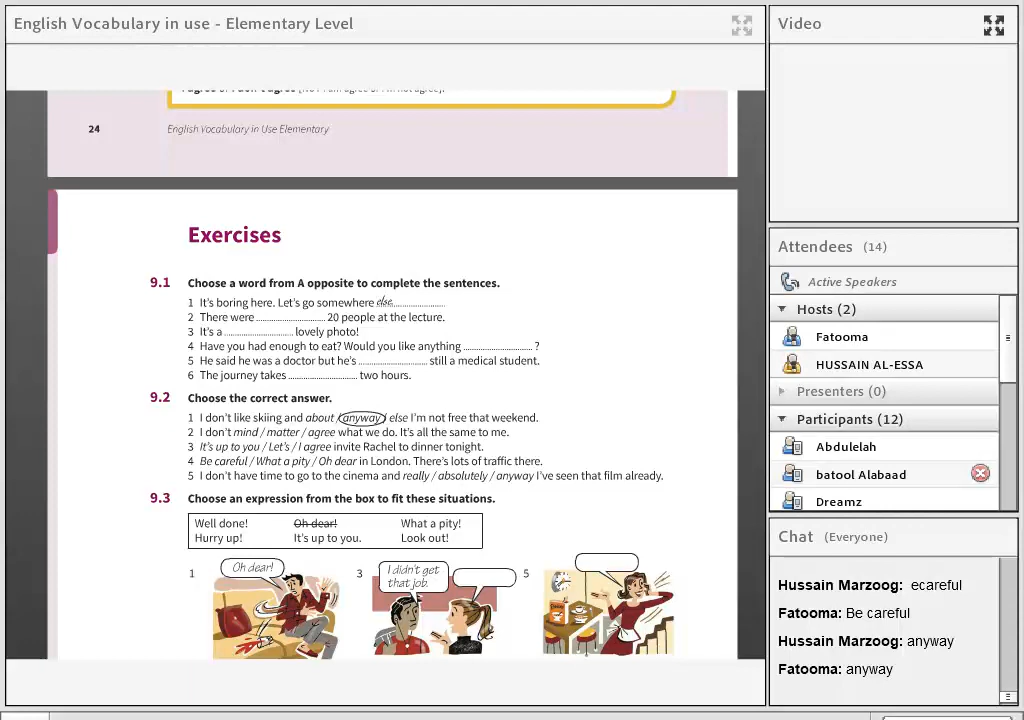 English Vocabulary in use - Elementary Level
24
English Vocabulary in Use Elementary
Exercises
9.1 Choose a word from A opposite to complete the sentences.
1 It's boring here. Let's go somewhere else
2 There were .............................. 20 people at the lecture.
3 It's a .............................. lovely photo!
4 Have you had enough to eat? Would you like anything .............................. ?
5 He said he was a doctor but he's .............................. still a medical student.
6 The journey takes .............................. two hours.
9.2 Choose the correct answer.
1 I don't like skiing and about / anyway / else I'm not free that weekend.
2 I don't mind / matter / agree what we do. It's all the same to me.
3 It's up to you / Let's / I agree invite Rachel to dinner tonight.
4 Be careful / What a pity / Oh dear in London. There's lots of traffic there.
5 I don't have time to go to the cinema and really / absolutely / anyway I've seen that film already.
9.3 Choose an expression from the box to fit these situations.
Well done! Oh dear! What a pity!
Hurry up! It's up to you. Look out!
1 Oh dear!
3 I didn't get
that job.
5
Video
Attendees (14)
Active Speakers
Hosts (2)
Fatooma
HUSSAIN AL-ESSA
Presenters (0)
Participants (12)
Abdulelah
batool Alabaad
Dreamz
Chat (Everyone)
Hussain Marzoog: ecareful
Fatooma: Be careful
Hussain Marzoog: anyway
Fatooma: anyway